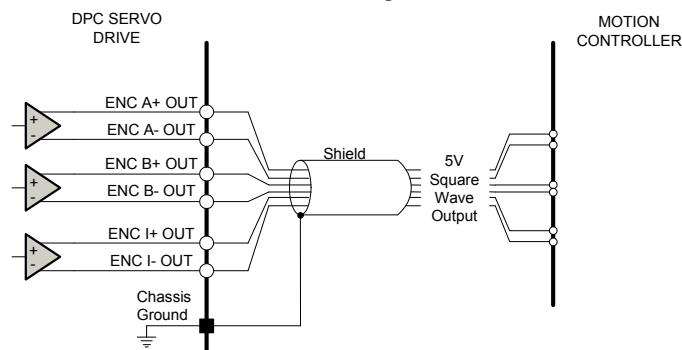 DPC SERVO
DRIVE
MOTION
CONTROLLER
ENC A+ OUT
ENC A- OUT
ENC B+ OUT
ENC B- OUT
ENC I+ OUT
ENC I- OUT
Shield
5V
Square
Wave
Output
Chassis
Ground
+
-
+
-
+
-